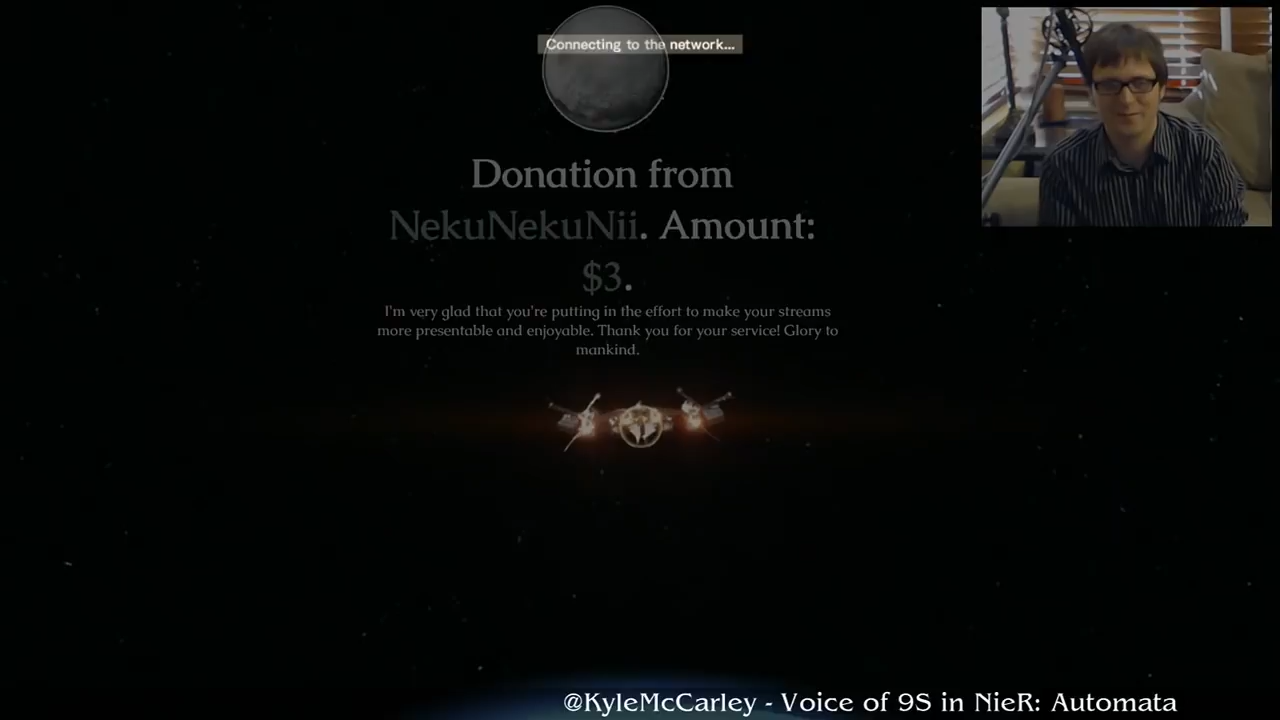 Connecting to the network...
Donation from
NekuNekuNii. Amount:
$3.
I'm very glad that you're putting in the effort to make your streams
more presentable and enjoyable. Thank you for your service! Glory to
mankind.
@KyleMcCarley - Voice of 9S in NieR: Automata